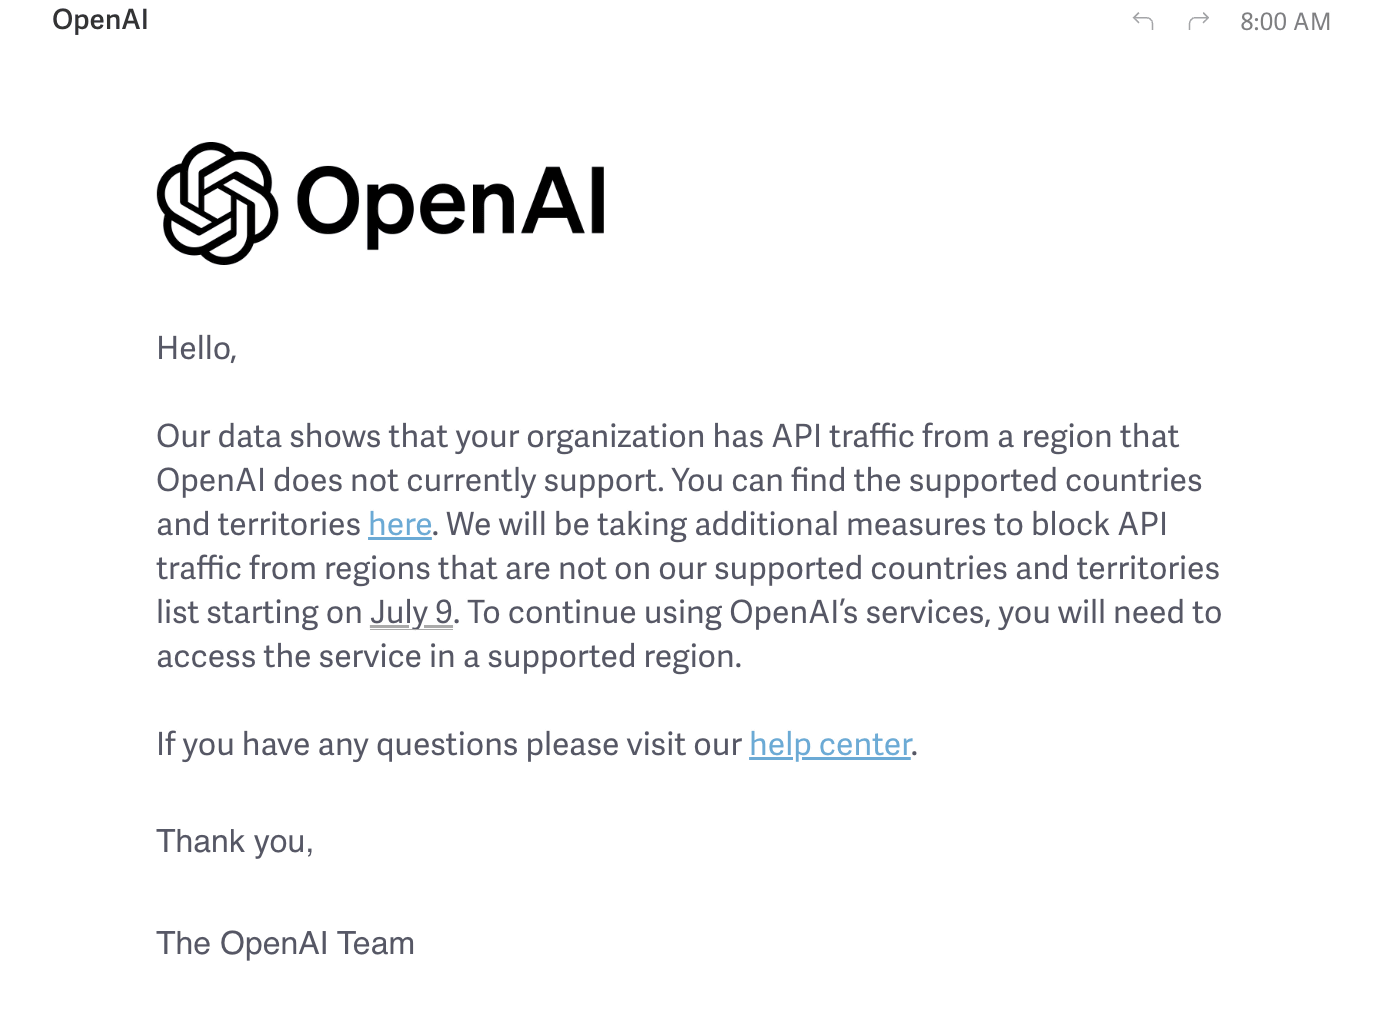 OpenAI
8:00 AM
OpenAI
Hello,
Our data shows that your organization has API traffic from a region that
OpenAI does not currently support. You can find the supported countries
and territories here. We will be taking additional measures to block API
traffic from regions that are not on our supported countries and territories
list starting on July 9. To continue using OpenAI’s services, you will need to
access the service in a supported region.
If you have any questions please visit our help center.
Thank you,
The OpenAI Team